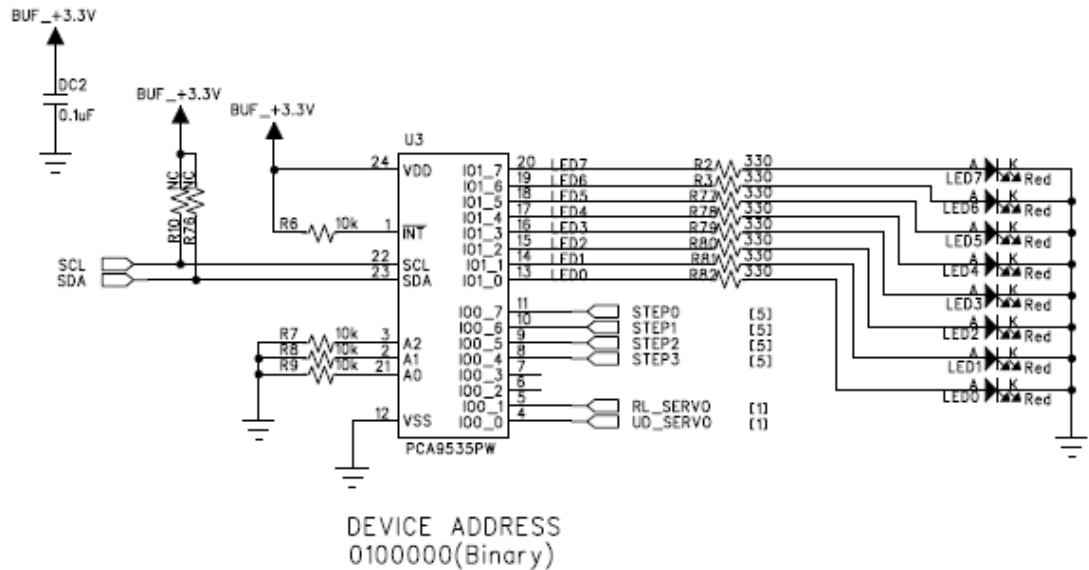 BUF_+3.3V
DC2
0.1uF
BUF_+3.3V
BUF_+3.3V
NC
NC
R10
R76
SCL
SDA
R6 10k
R7 10k
R8 10k
R9 10k
U3
24 VDD
1 INT
22 SCL
23 SDA
3 A2
2 A1
21 A0
12 VSS
PCA9535PW
IO1_7 20 LED7 R2 330
IO1_6 19 LED6 R3 330
IO1_5 18 LED5 R77 330
IO1_4 17 LED4 R78 330
IO1_3 16 LED3 R79 330
IO1_2 15 LED2 R80 330
IO1_1 14 LED1 R81 330
IO1_0 13 LED0 R82 330
IO0_7 11 STEP0 [5]
IO0_6 10 STEP1 [5]
IO0_5 9 STEP2 [5]
IO0_4 8 STEP3 [5]
IO0_3 7
IO0_2 6
IO0_1 5 RL_SERVO [1]
IO0_0 4 UD_SERVO [1]
A K
LED7 Red
A K
LED6 Red
A K
LED5 Red
A K
LED4 Red
A K
LED3 Red
A K
LED2 Red
A K
LED1 Red
A K
LED0 Red
DEVICE ADDRESS
0100000(Binary)